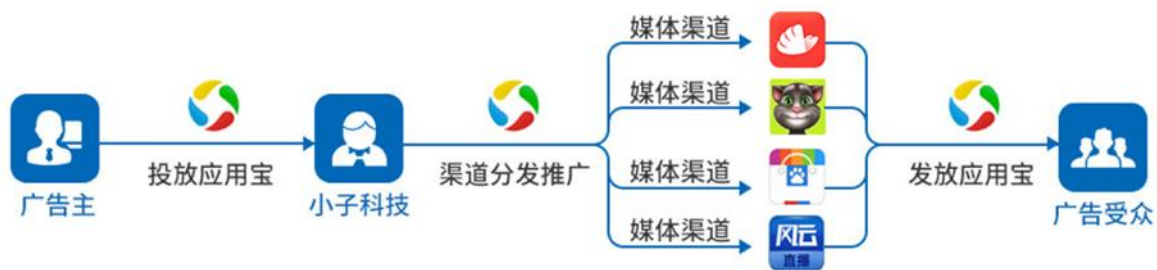 媒体渠道
媒体渠道
投放应用宝
渠道分发推广
媒体渠道
发放应用宝
广告主
小子科技
广告受众
媒体渠道
风云
直播